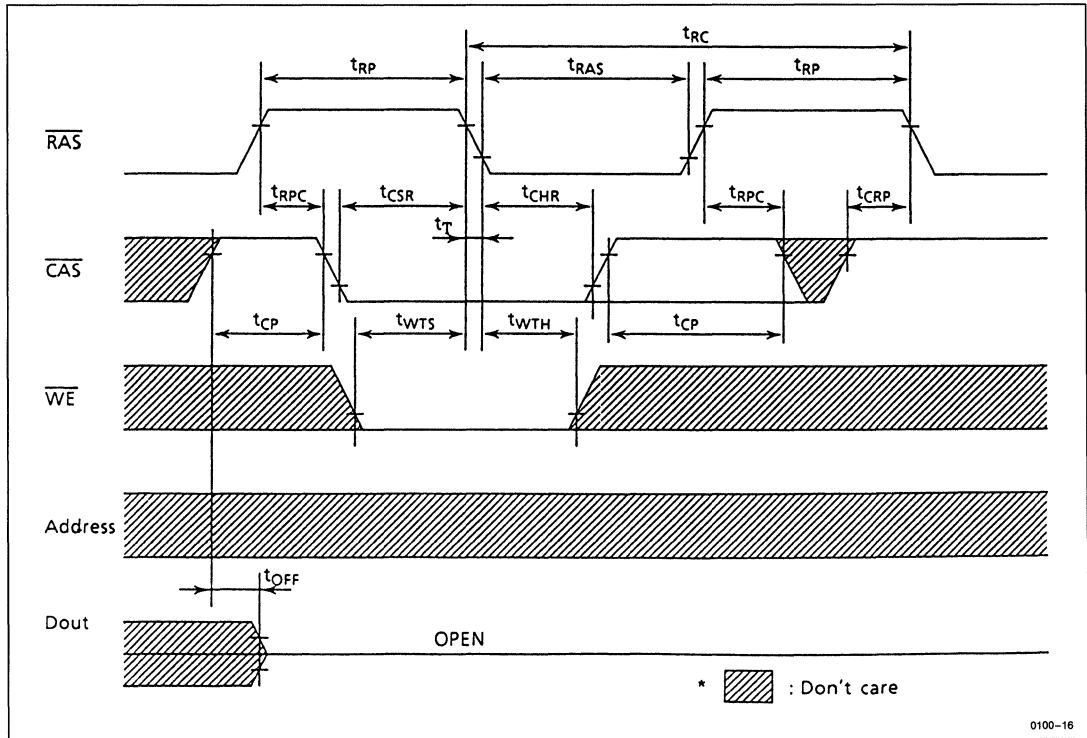 tRC
tRP tRAS tRP
RAS
tRPC tCSR tCHR tRPC tCRP
tT
CAS
tCP tWTS tWTH tCP
WE
Address
tOFF
Dout
OPEN
* : Don't care
0100-16